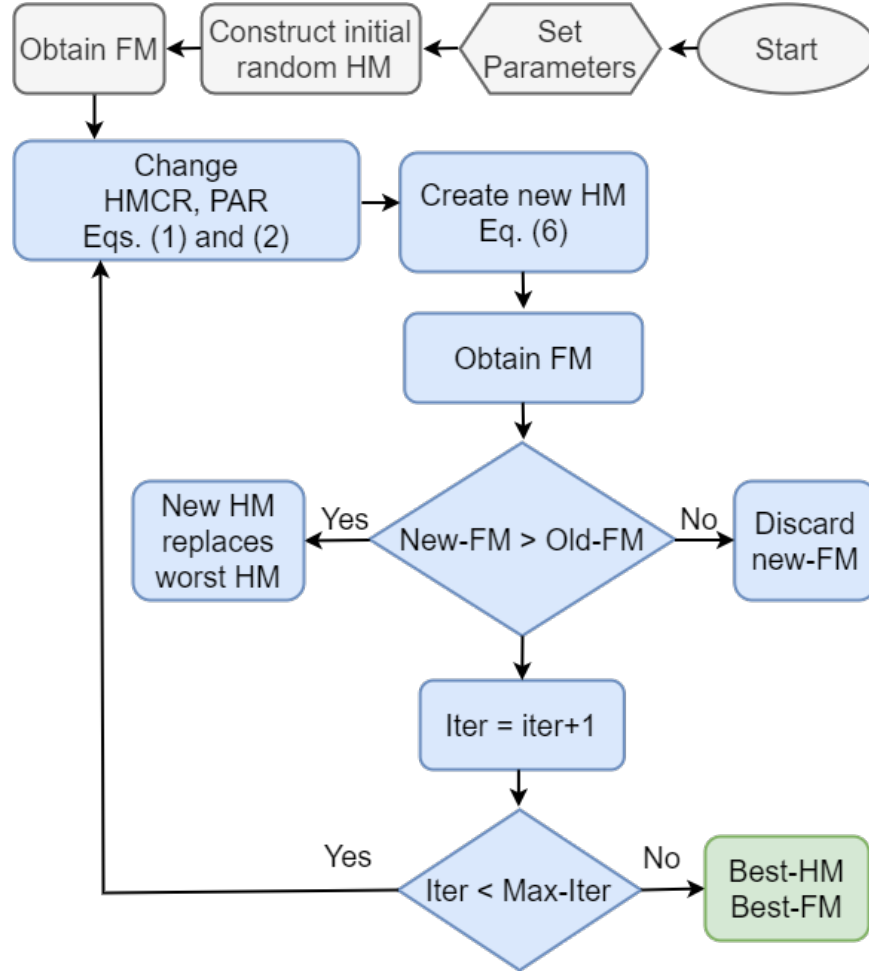 Start
Set
Parameters
Construct initial
random HM
Obtain FM
Change
HMCR, PAR
Eqs. (1) and (2)
Create new HM
Eq. (6)
Obtain FM
New-FM > Old-FM
Yes
New HM
replaces
worst HM
No
Discard
new-FM
Iter = iter+1
Iter < Max-Iter
Yes
No
Best-HM
Best-FM